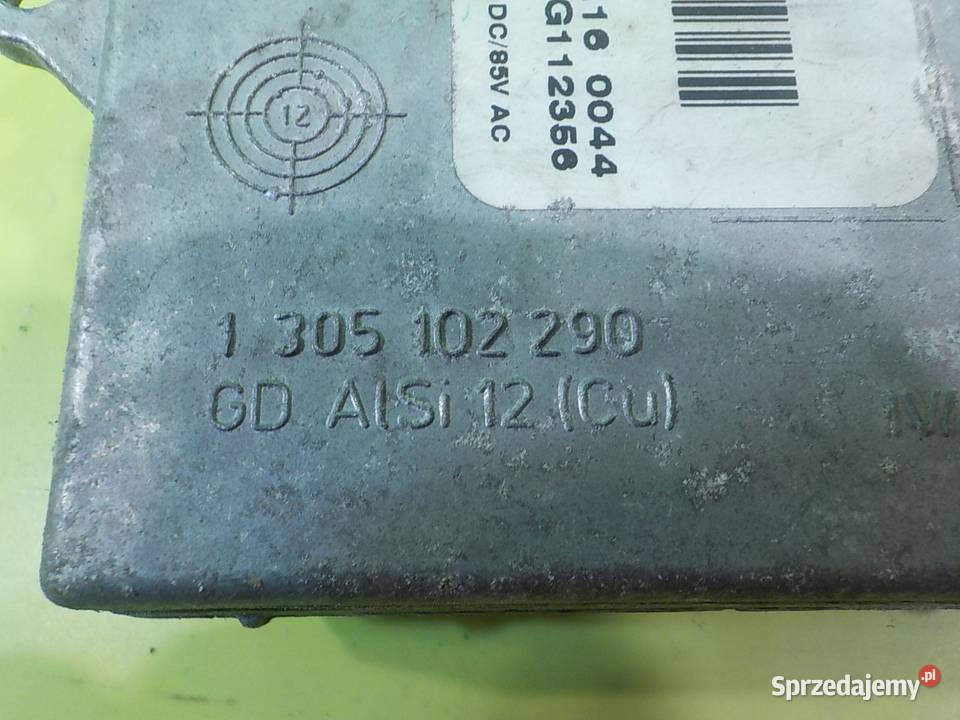 16 0044
G112356
DC/85V AC
12
1 305 102 290
GD AlSi 12 (Cu)
Sprzedajemy.pl